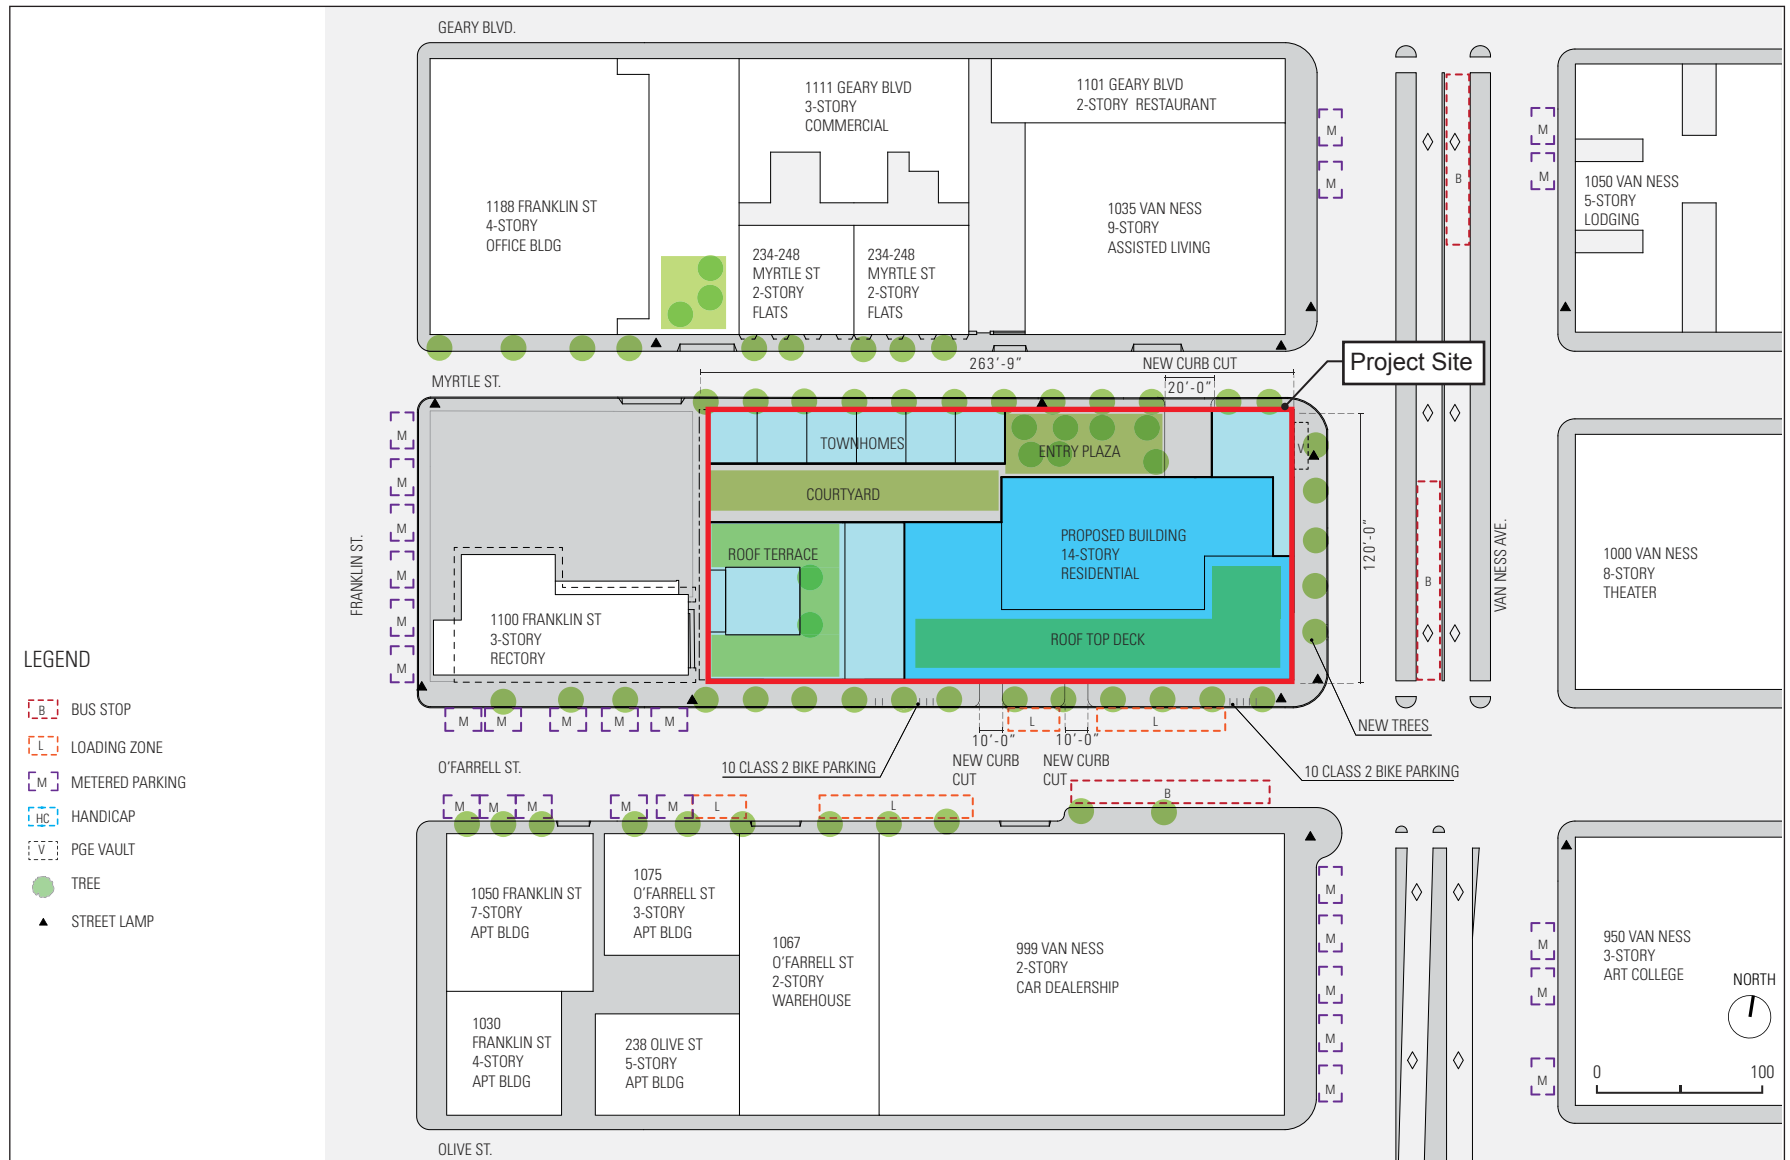 GEARY BLVD.
1111 GEARY BLVD
3-STORY
COMMERCIAL
1101 GEARY BLVD
2-STORY RESTAURANT
1188 FRANKLIN ST
4-STORY
OFFICE BLDG
234-248
MYRTLE ST
2-STORY
FLATS
234-248
MYRTLE ST
2-STORY
FLATS
1035 VAN NESS
9-STORY
ASSISTED LIVING
M
M
B
M
M
1050 VAN NESS
5-STORY
LODGING
MYRTLE ST.
263'-9"
NEW CURB CUT
20'-0"
Project Site
M
M
M
M
M
M
FRANKLIN ST.
TOWNHOMES
ENTRY PLAZA
COURTYARD
ROOF TERRACE
PROPOSED BUILDING
14-STORY
RESIDENTIAL
ROOF TOP DECK
V
120'-0"
B
VAN NESS AVE.
1000 VAN NESS
8-STORY
THEATER
1100 FRANKLIN ST
3-STORY
RECTORY
M
M
M
M
M
L
L
10'-0"
10'-0"
NEW CURB
CUT
NEW CURB
CUT
NEW TREES
10 CLASS 2 BIKE PARKING
10 CLASS 2 BIKE PARKING
O'FARRELL ST.
M
M
M
M
M
L
L
B
1050 FRANKLIN ST
7-STORY
APT BLDG
1075
O'FARRELL ST
3-STORY
APT BLDG
1067
O'FARRELL ST
2-STORY
WAREHOUSE
999 VAN NESS
2-STORY
CAR DEALERSHIP
1030
FRANKLIN ST
4-STORY
APT BLDG
238 OLIVE ST
5-STORY
APT BLDG
M
M
M
M
M
M
M
M
950 VAN NESS
3-STORY
ART COLLEGE
NORTH
0
100
OLIVE ST.
LEGEND
B BUS STOP
L LOADING ZONE
M METERED PARKING
HC HANDICAP
V PGE VAULT
TREE
STREET LAMP